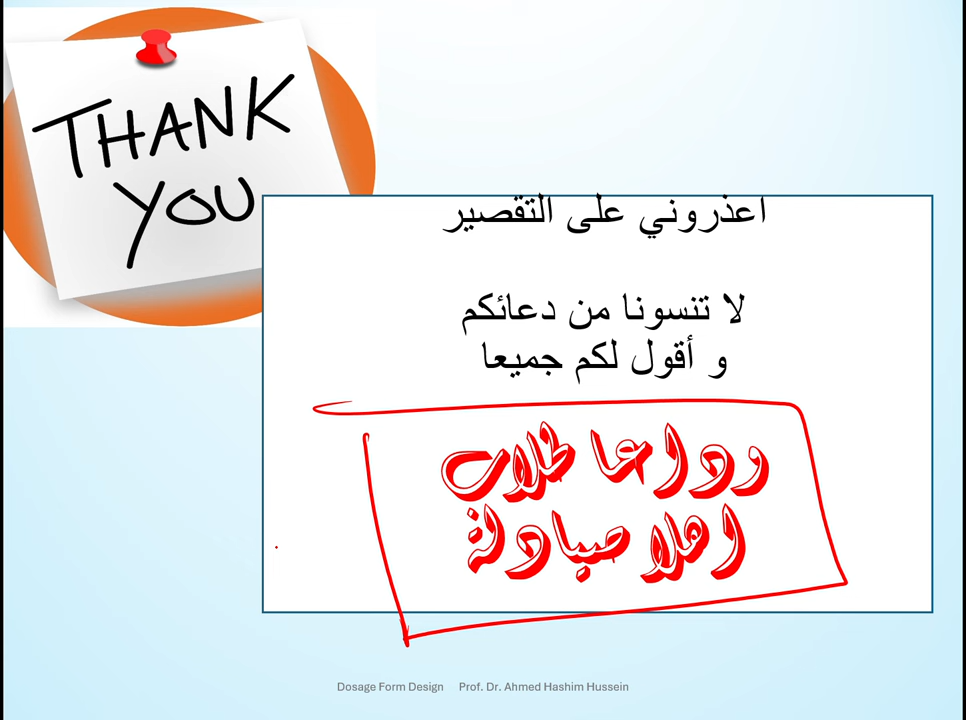 THANK
YOU
اعذروني على التقصير
لا تنسونا من دعائكم
و أقول لكم جميعا
وداعا طلاب
اهلا صيادلة
Dosage Form Design Prof. Dr. Ahmed Hashim Hussein